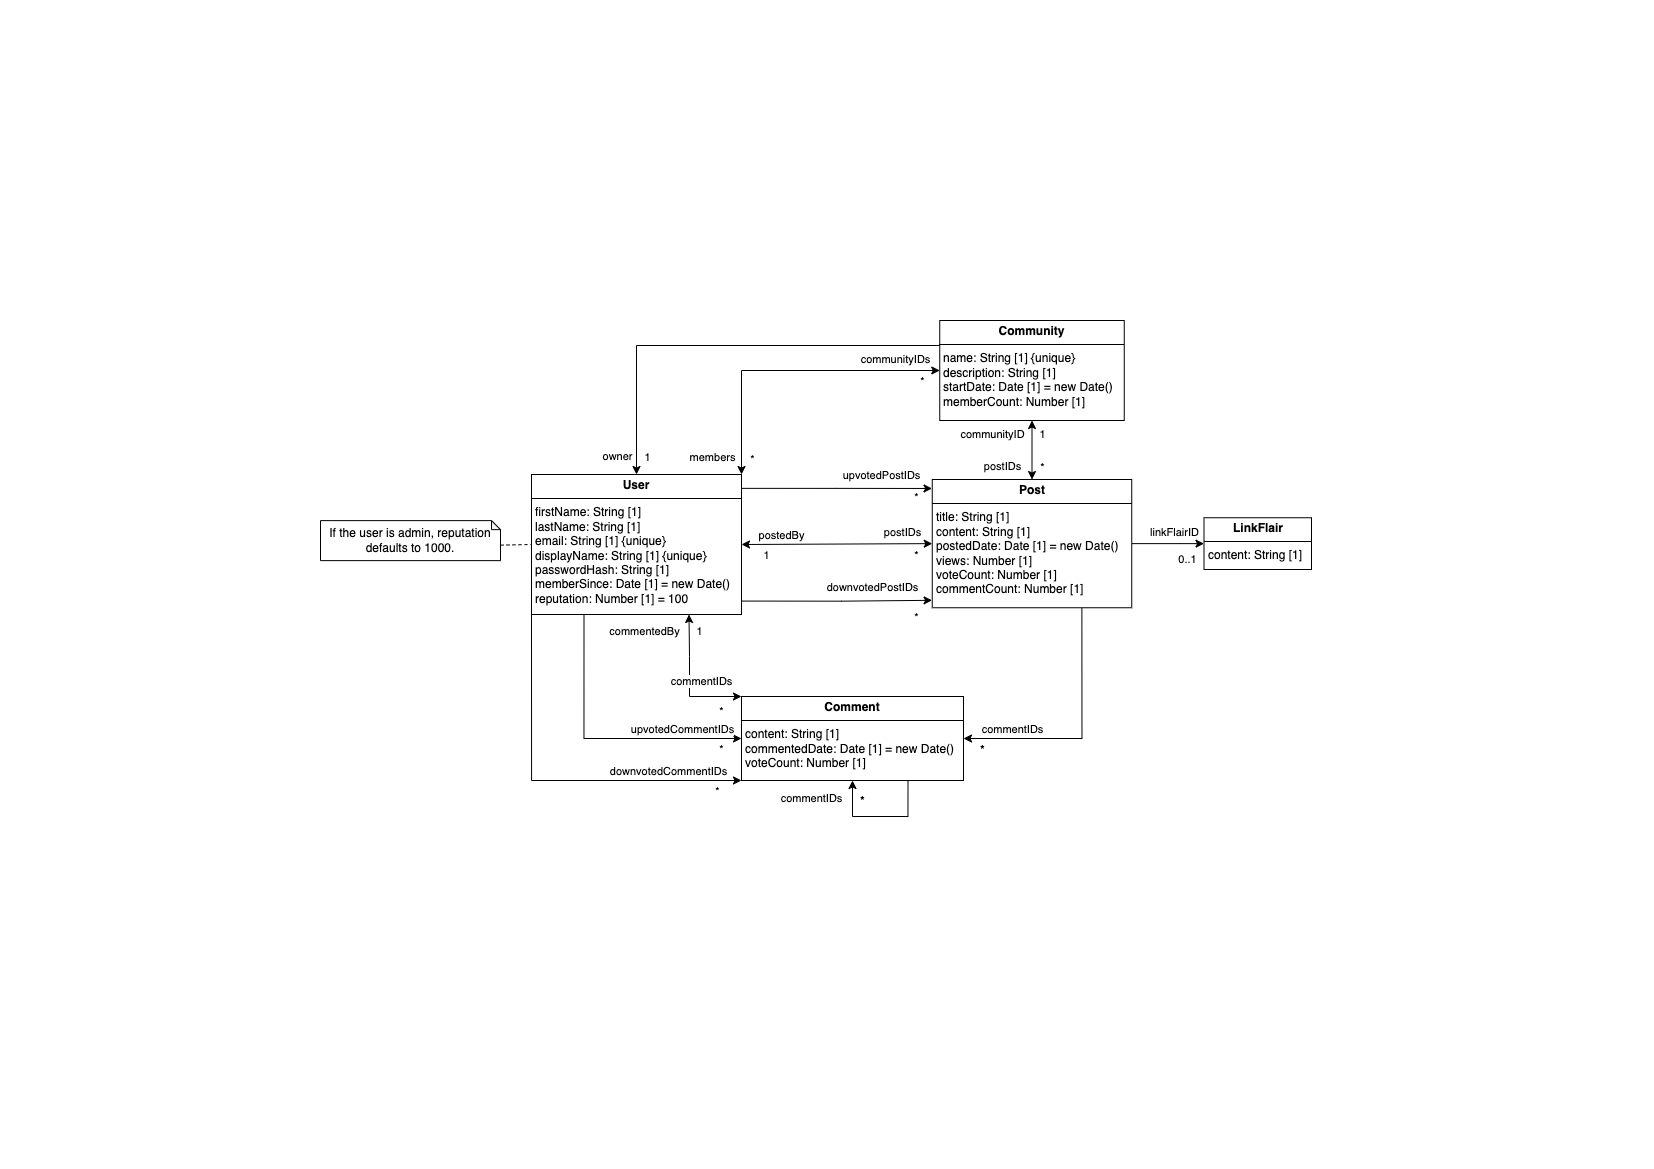 Community
name: String [1] {unique}
description: String [1]
startDate: Date [1] = new Date()
memberCount: Number [1]
communityIDs
*
communityID 1
postIDs *
owner 1
members *
User
firstName: String [1]
lastName: String [1]
email: String [1] {unique}
displayName: String [1] {unique}
passwordHash: String [1]
memberSince: Date [1] = new Date()
reputation: Number [1] = 100
If the user is admin, reputation
defaults to 1000.
upvotedPostIDs
*
postedBy
1
postIDs
*
downvotedPostIDs
*
Post
title: String [1]
content: String [1]
postedDate: Date [1] = new Date()
views: Number [1]
voteCount: Number [1]
commentCount: Number [1]
linkFlairID
0..1
LinkFlair
content: String [1]
commentedBy 1
commentIDs
*
upvotedCommentIDs
*
downvotedCommentIDs
*
Comment
content: String [1]
commentedDate: Date [1] = new Date()
voteCount: Number [1]
commentIDs
*
commentIDs *